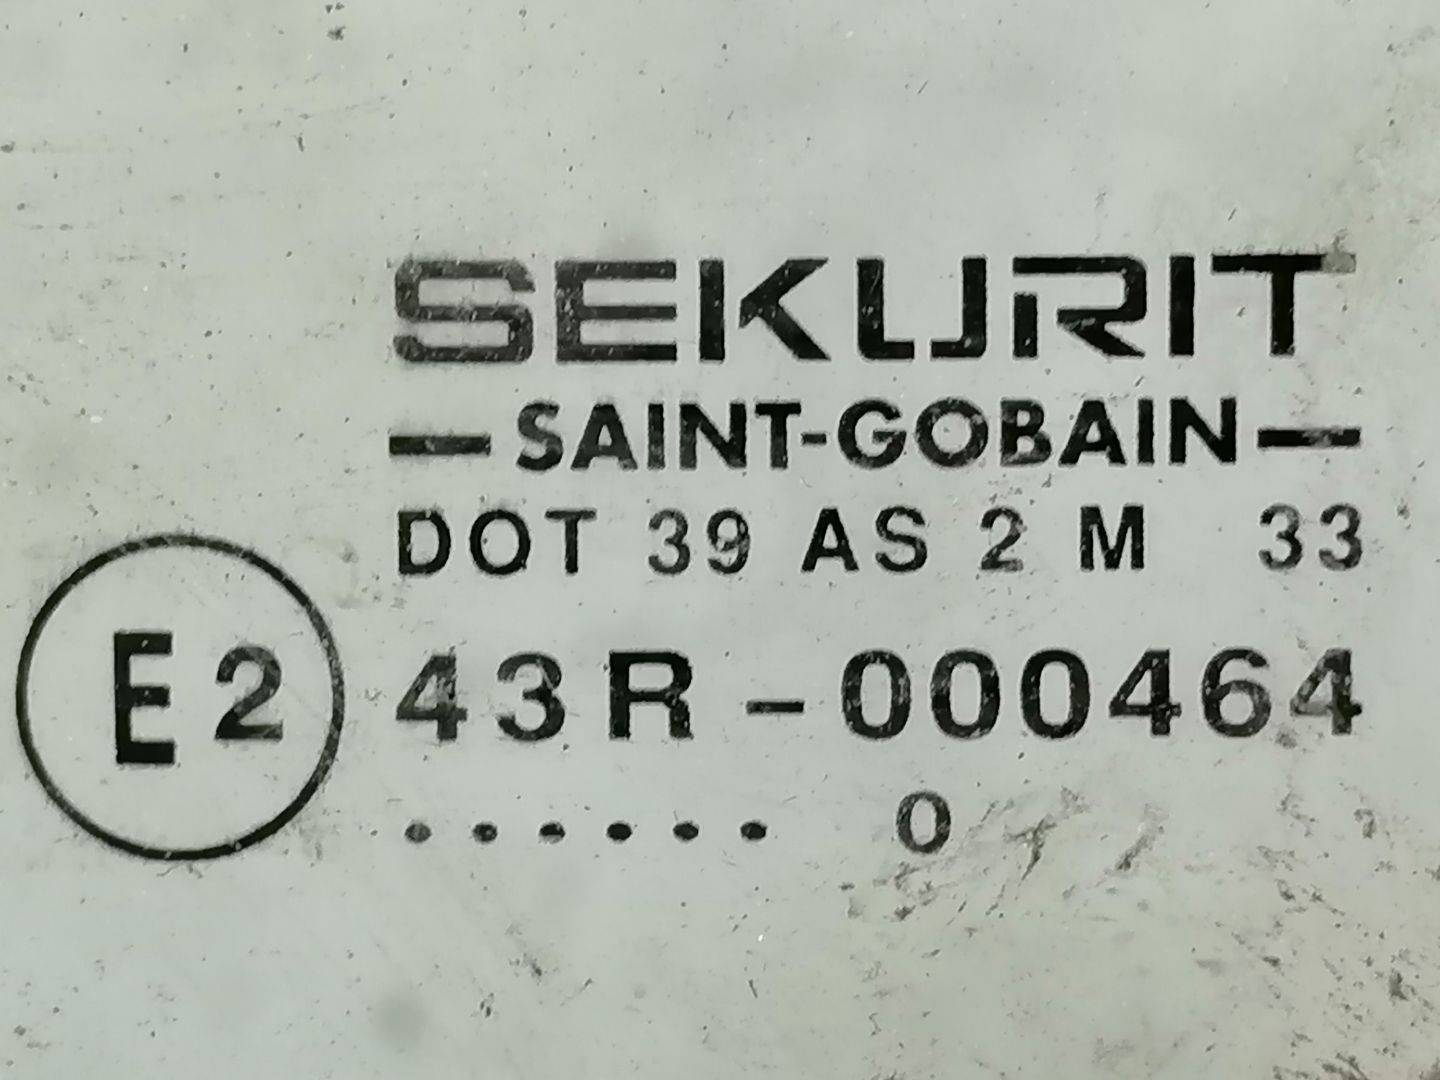 SEKURIT
SAINT-GOBAIN
DOT 39 AS 2 M 33
E2 43R-000464
...... 0